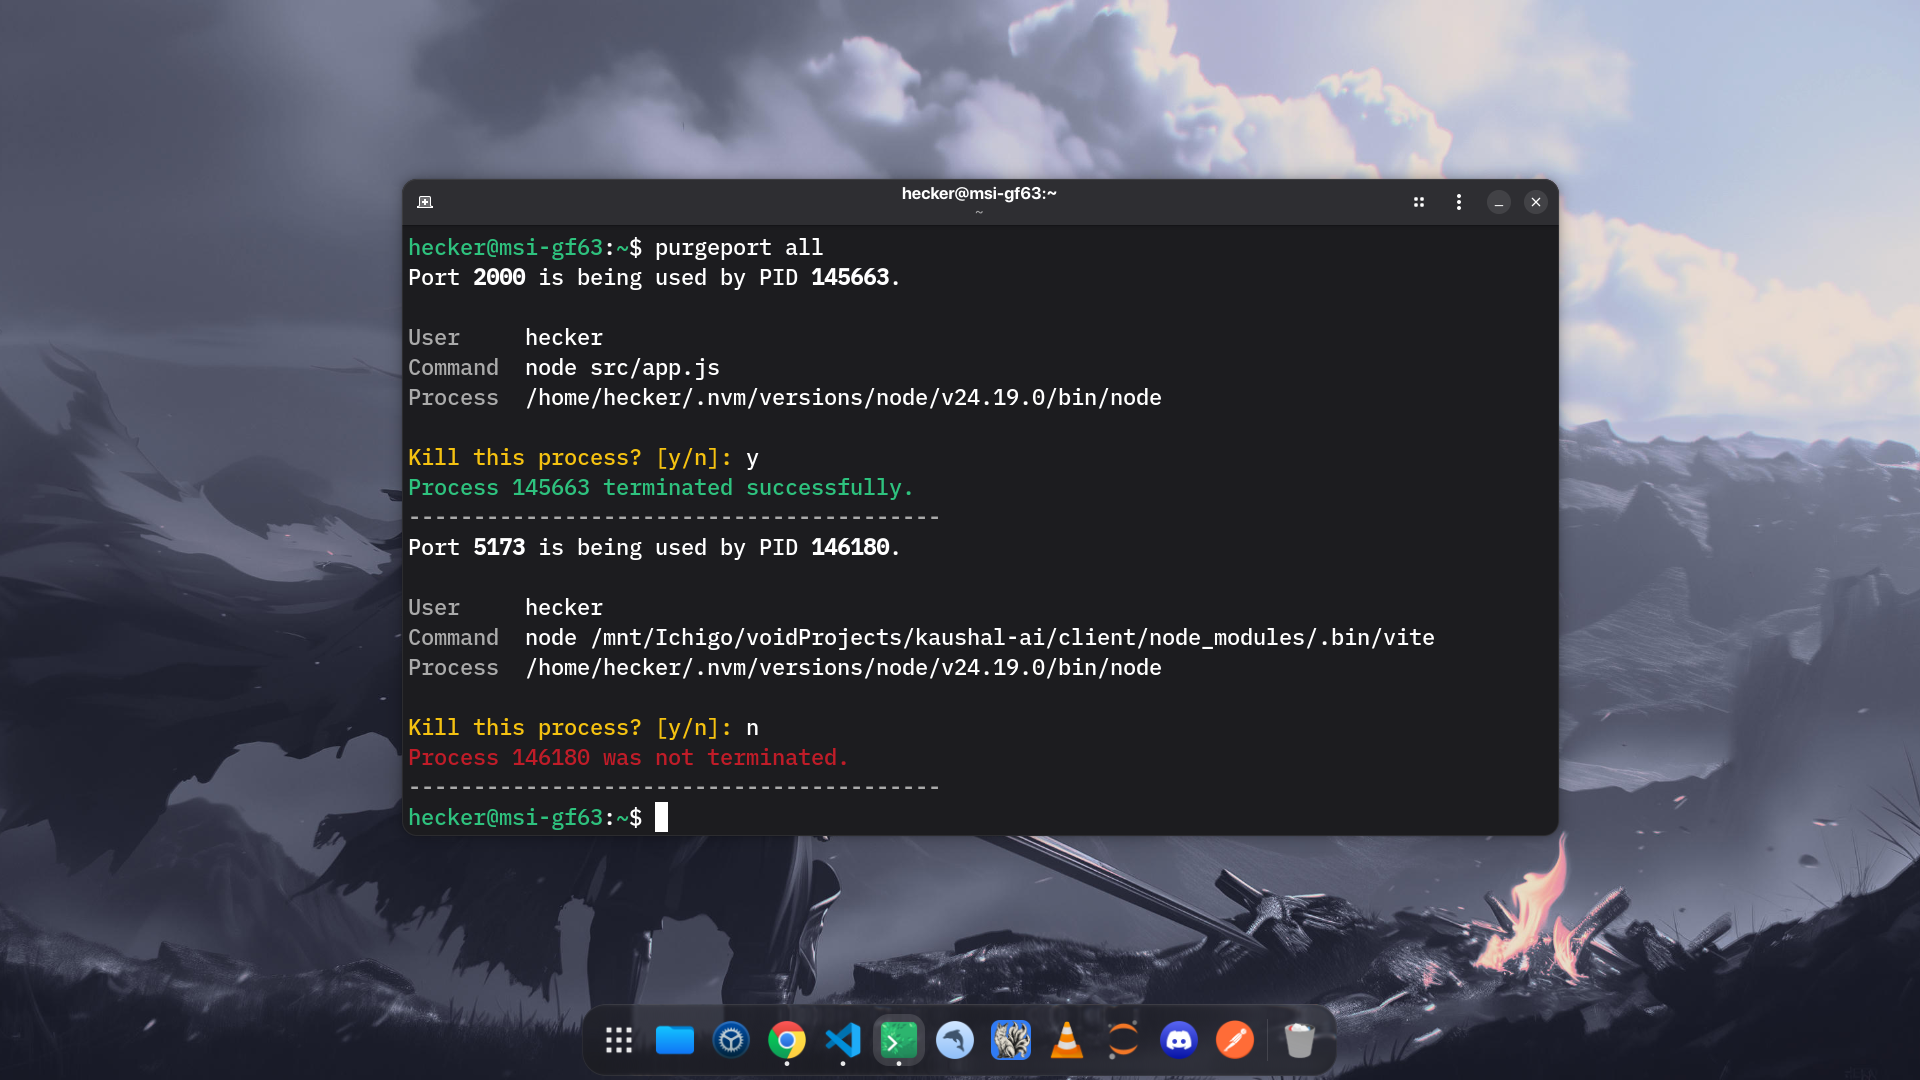 hecker@msi-gf63:~
~
hecker@msi-gf63:~$ purgeport all
Port 2000 is being used by PID 145663.
User hecker
Command node src/app.js
Process /home/hecker/.nvm/versions/node/v24.19.0/bin/node
Kill this process? [y/n]: y
Process 145663 terminated successfully.
-----------------------------------------
Port 5173 is being used by PID 146180.
User hecker
Command node /mnt/Ichigo/voidProjects/kaushal-ai/client/node_modules/.bin/vite
Process /home/hecker/.nvm/versions/node/v24.19.0/bin/node
Kill this process? [y/n]: n
Process 146180 was not terminated.
-----------------------------------------
hecker@msi-gf63:~$